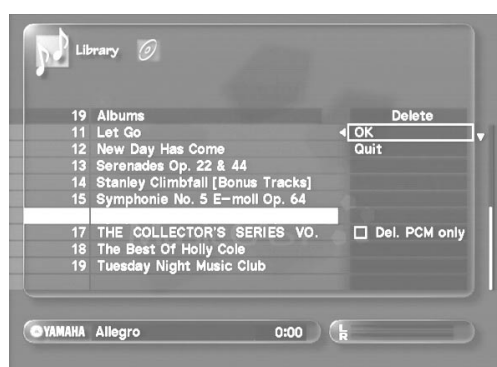 Library
19 Albums
11 Let Go
12 New Day Has Come
13 Serenades Op. 22 & 44
14 Stanley Climbfall [Bonus Tracks]
15 Symphonie No. 5 E-moll Op. 64
17 THE COLLECTOR'S SERIES VO.
18 The Best Of Holly Cole
19 Tuesday Night Music Club
Delete
OK
Quit
Del. PCM only
YAMAHA Allegro 0:00 L
R